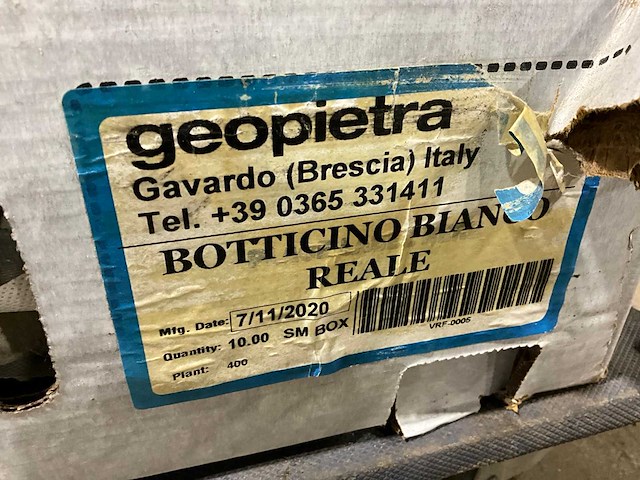 geopietra
Gavardo (Brescia) Italy
Tel. +39 0365 331411
BOTTICINO BIANCO
REALE
Mfg. Date: 7/11/2020
Quantity: 10.00 SM BOX
Plant: 400
VRF-0005